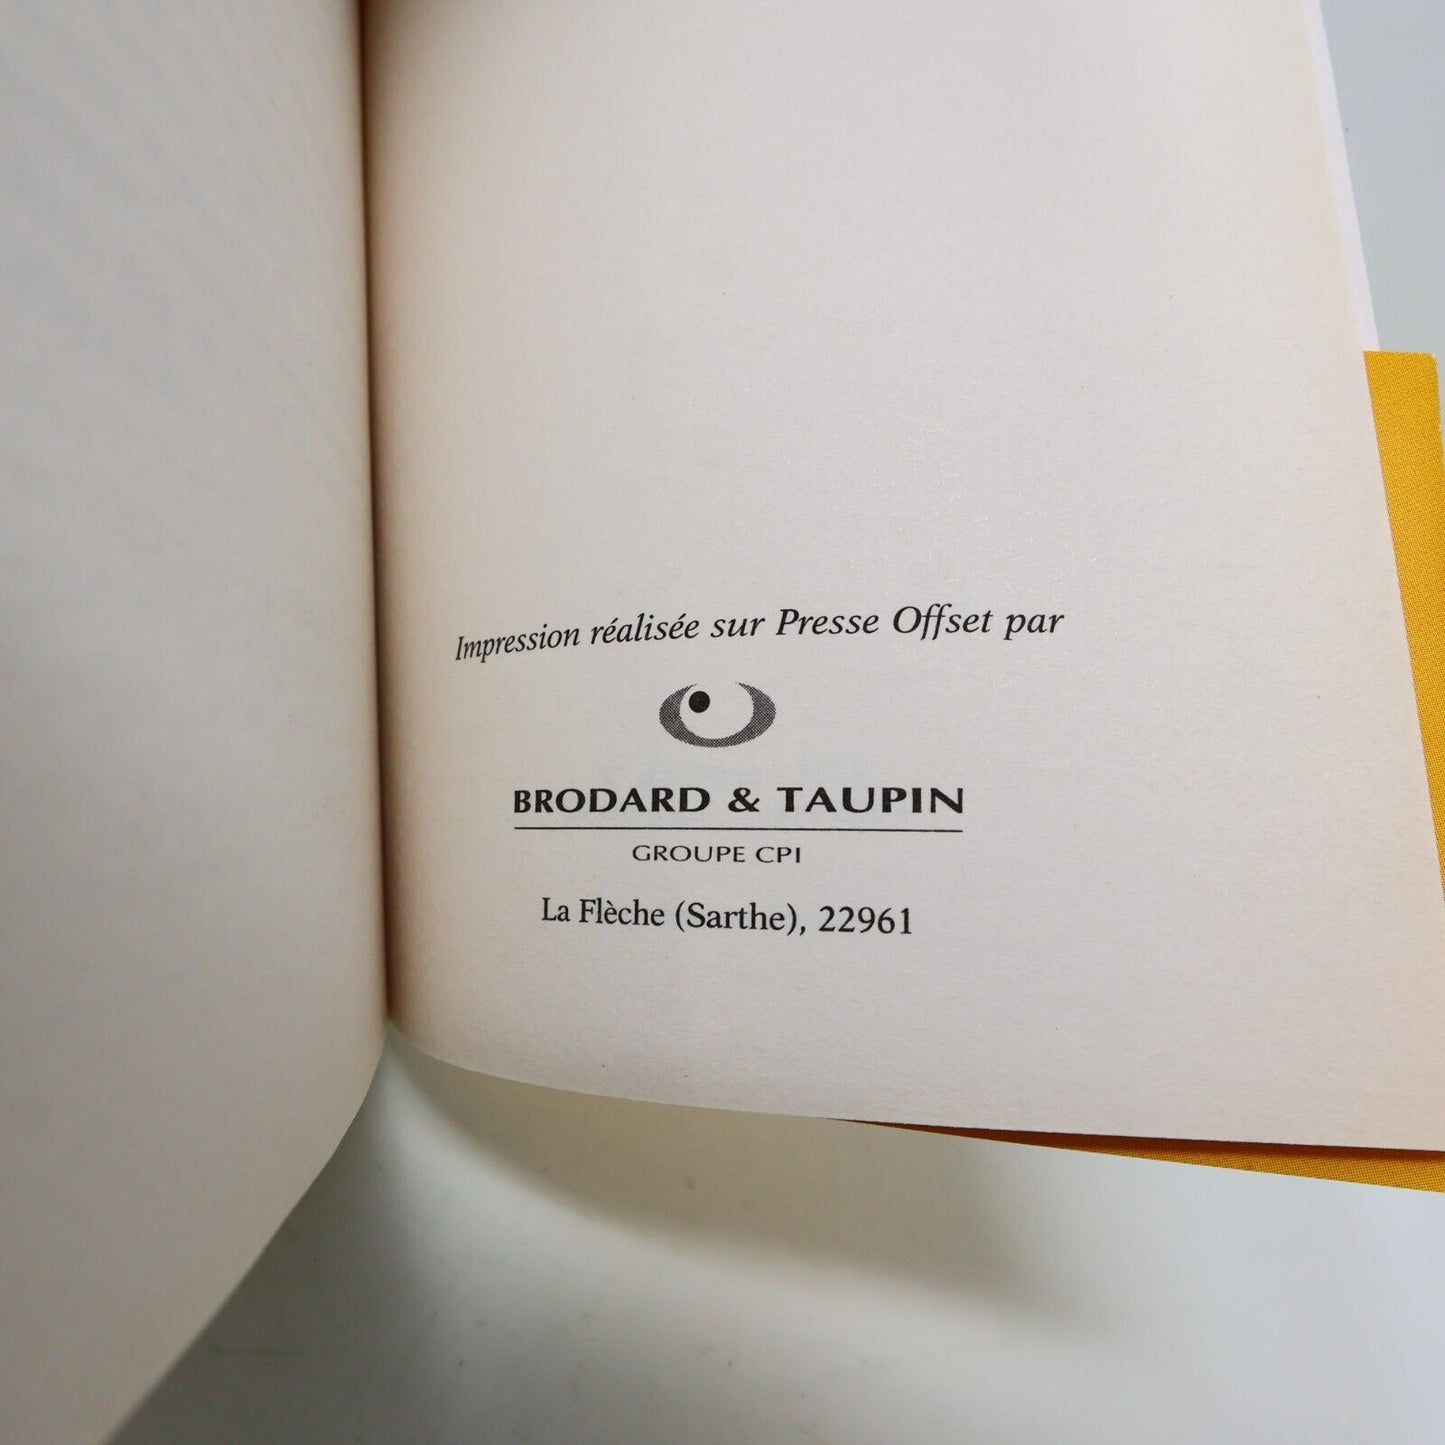 Impression réalisée sur Presse Offset par
BRODARD & TAUPIN
GROUPE CPI
La Flèche (Sarthe), 22961